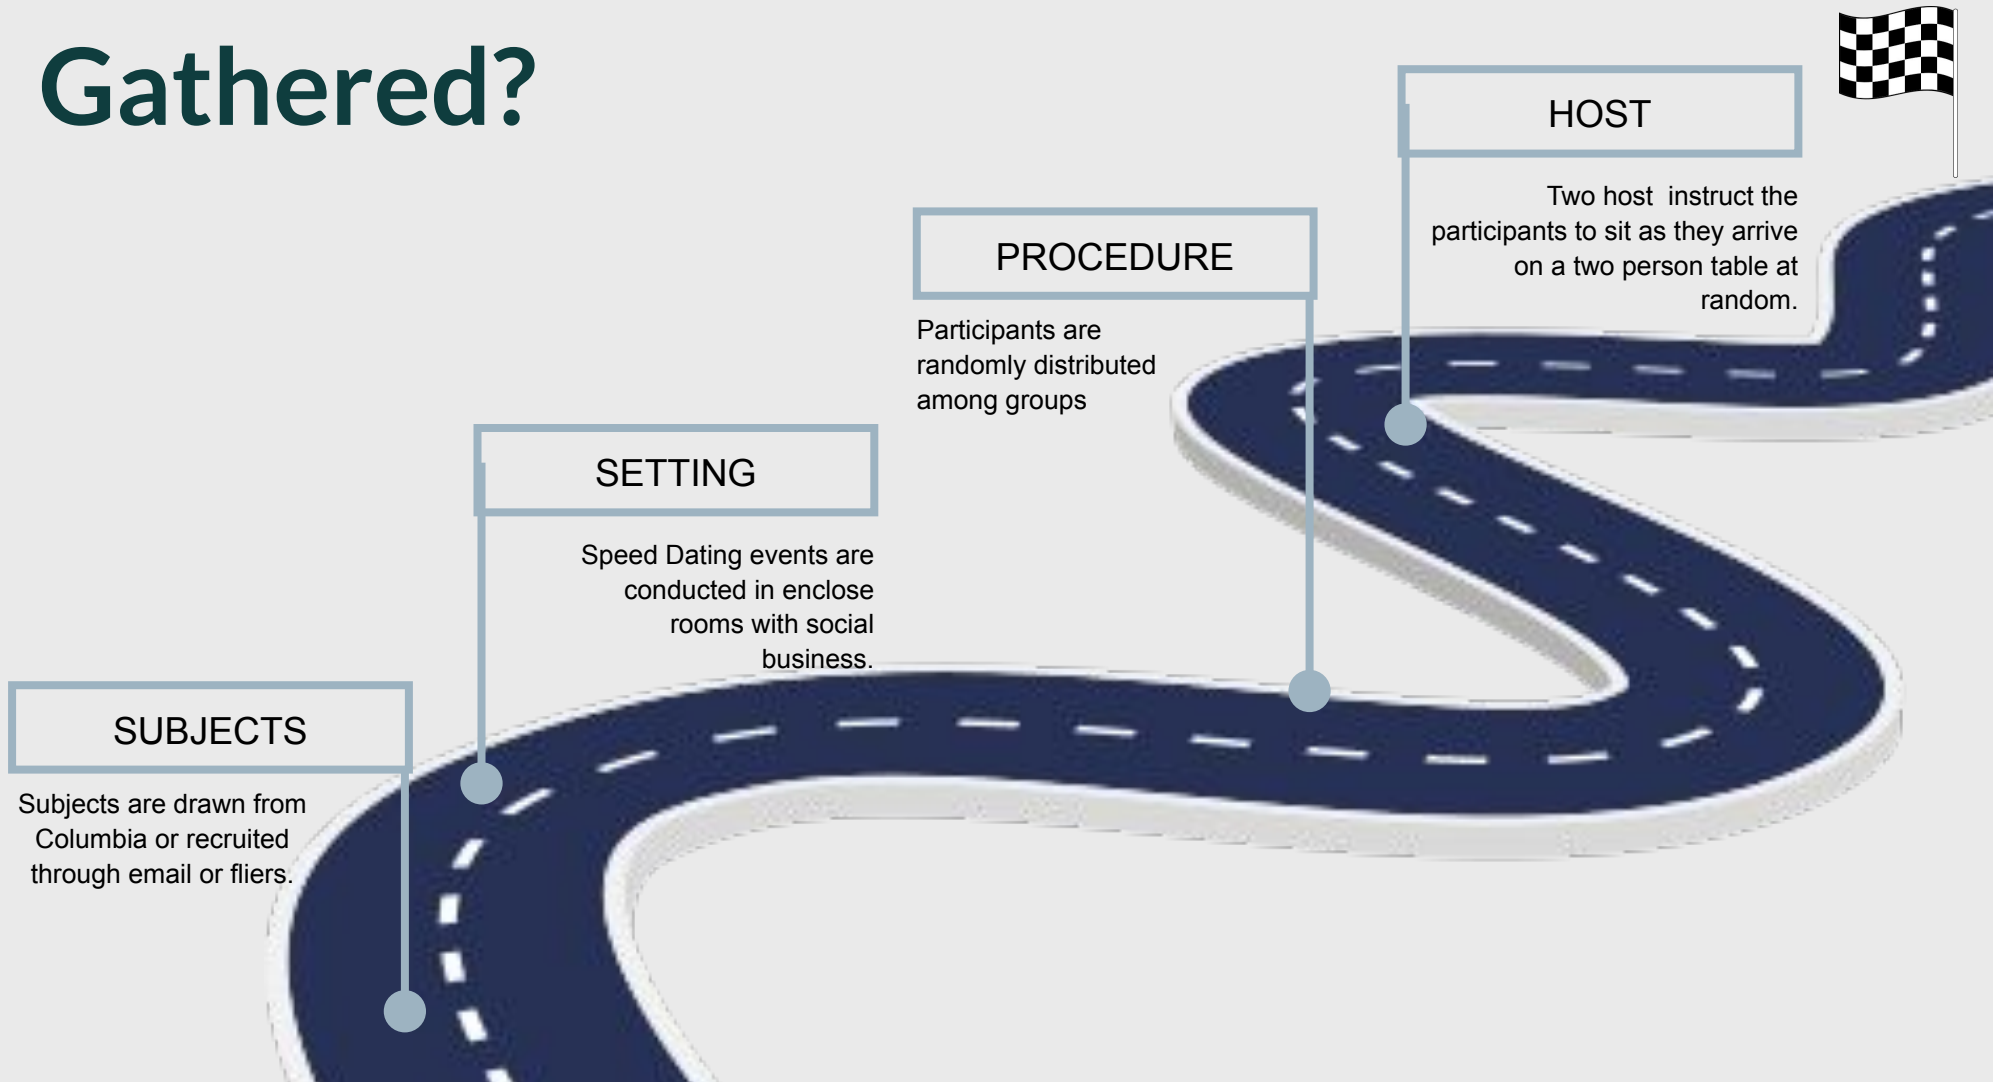 Gathered?
HOST
Two host  instruct the
participants to sit as they arrive
on a two person table at
random.
PROCEDURE
Participants are
randomly distributed
among groups
SETTING
Speed Dating events are
conducted in enclose
rooms with social
business.
SUBJECTS
Subjects are drawn from
Columbia or recruited
through email or fliers.